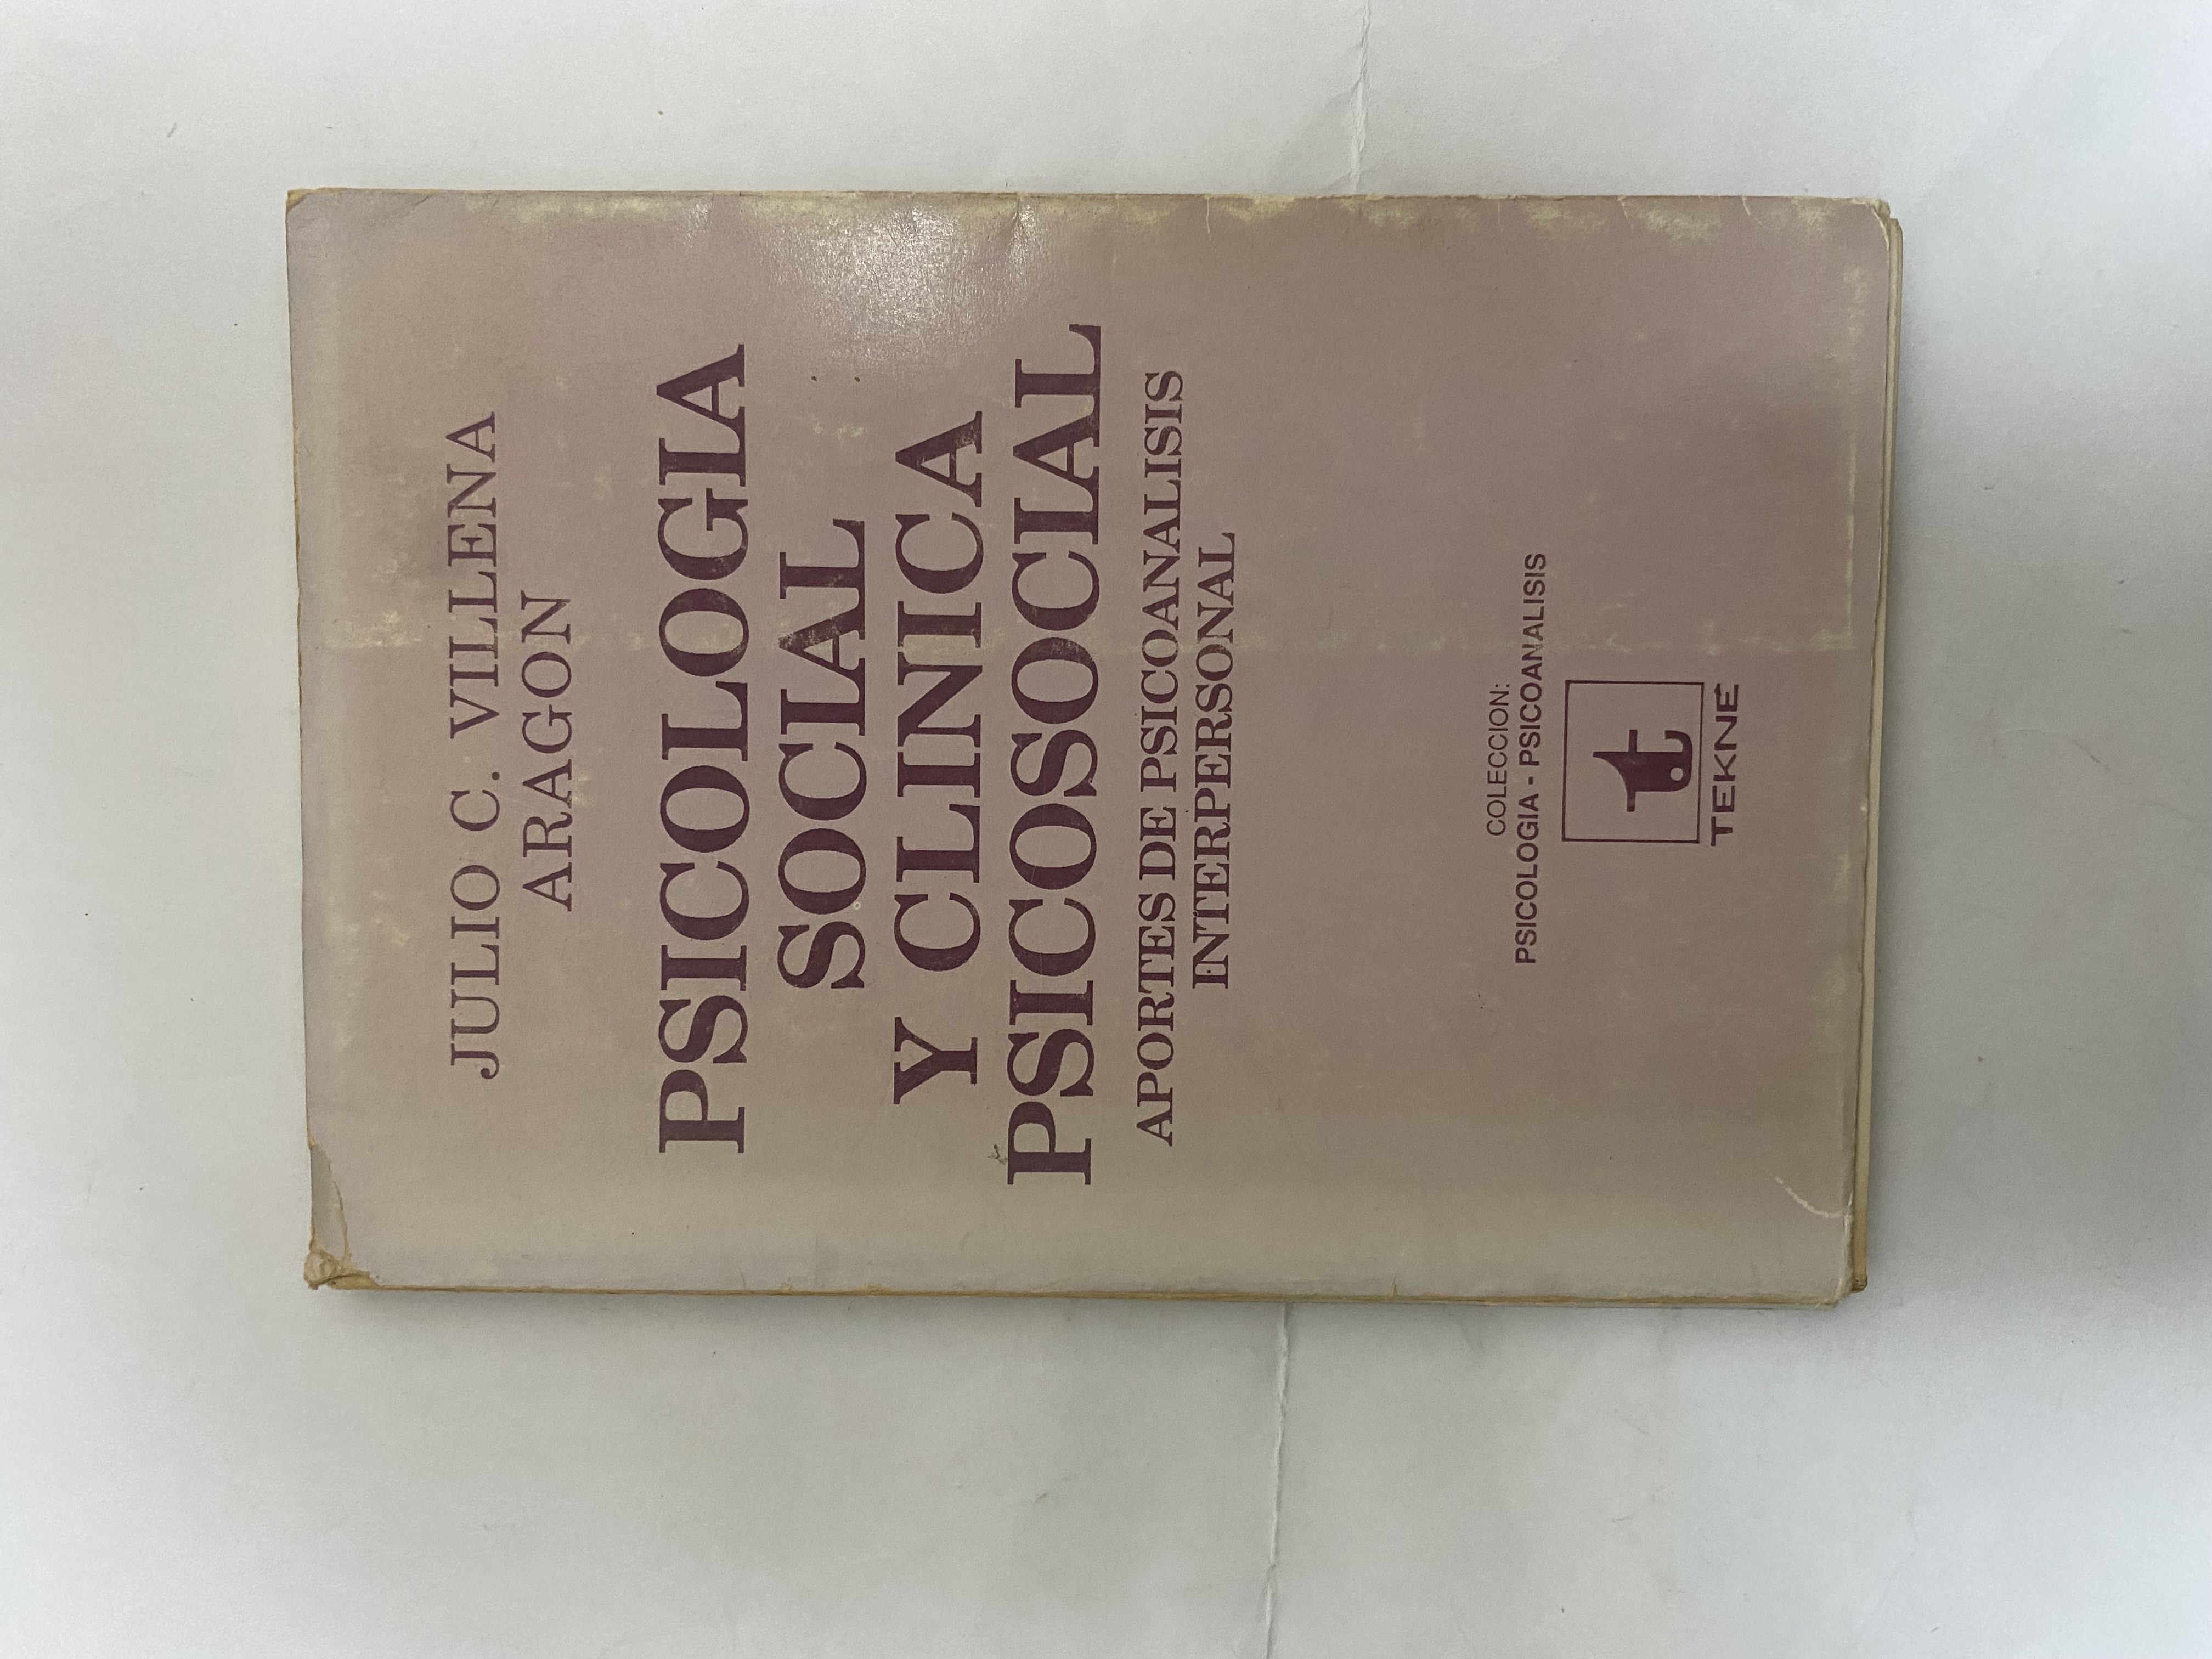 JULIO C. VILLENA
ARAGON
PSICOLOGIA
SOCIAL
Y CLINICA
PSICOSOCIAL
APORTES DE PSICOANALISIS
INTERPERSONAL
COLECCION:
PSICOLOGIA - PSICOANALISIS
t
TEKNÉ